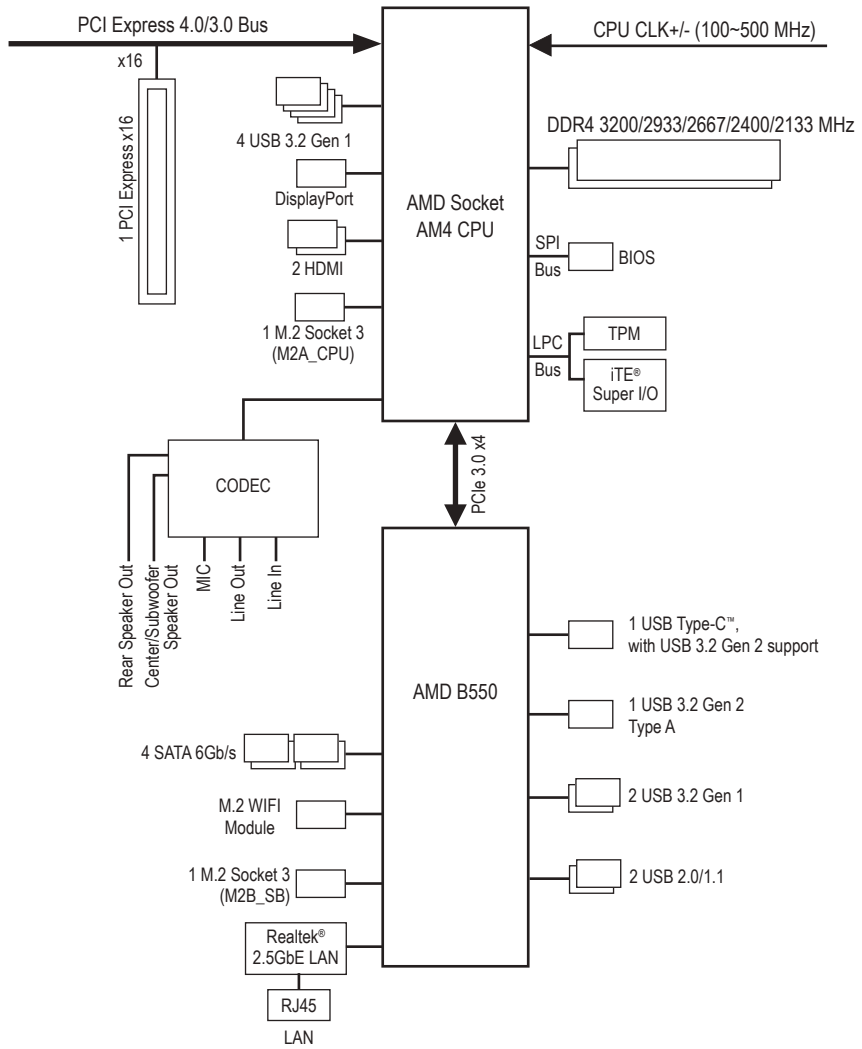 PCI Express 4.0/3.0 Bus
CPU CLK+/- (100~500 MHz)
x16
1 PCI Express x16
4 USB 3.2 Gen 1
DisplayPort
2 HDMI
1 M.2 Socket 3
(M2A_CPU)
AMD Socket
AM4 CPU
DDR4 3200/2933/2667/2400/2133 MHz
SPI
Bus
BIOS
LPC
Bus
TPM
iTE®
Super I/O
PCIe 3.0 x4
CODEC
Rear Speaker Out
Center/Subwoofer
Speaker Out
MIC
Line Out
Line In
AMD B550
1 USB Type-C™,
with USB 3.2 Gen 2 support
1 USB 3.2 Gen 2
Type A
2 USB 3.2 Gen 1
2 USB 2.0/1.1
4 SATA 6Gb/s
M.2 WIFI
Module
1 M.2 Socket 3
(M2B_SB)
Realtek®
2.5GbE LAN
RJ45
LAN